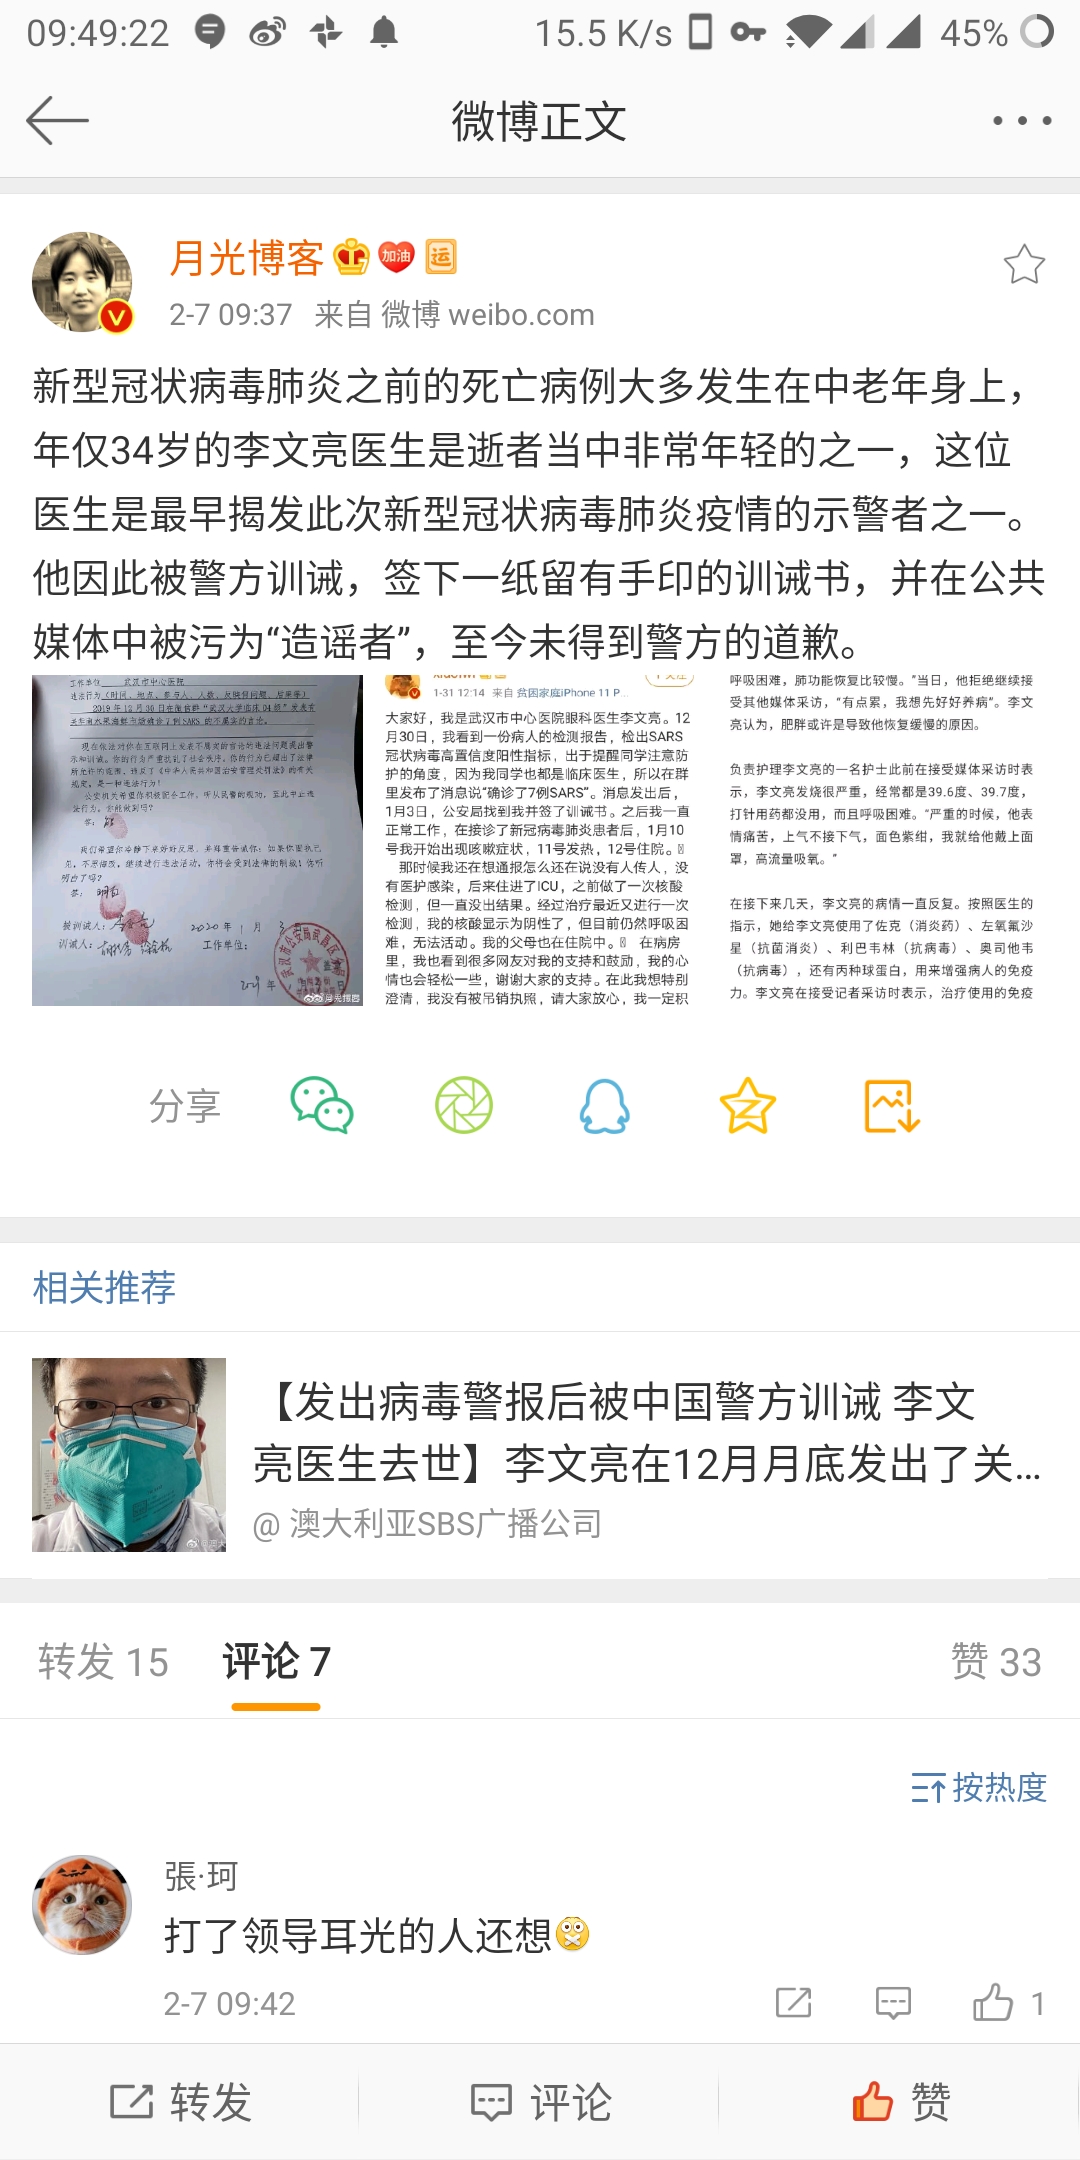 09:49:22
15.5 K/s
45%
微博正文
月光博客
加油
运
2-7 09:37 来自 微博 weibo.com
新型冠状病毒肺炎之前的死亡病例大多发生在中老年身上，
年仅34岁的李文亮医生是逝者当中非常年轻的之一，这位
医生是最早揭发此次新型冠状病毒肺炎疫情的示警者之一。
他因此被警方训诫，签下一纸留有手印的训诫书，并在公共
媒体中被污为“造谣者”，至今未得到警方的道歉。
工作单位 武汉市中心医院
违法行为（时间、地点、参与人、人数、反映何问题、后果等）
2019年12月30日在微信群“武汉大学临床04级”发表有
关华南水果海鲜市场确诊7例SARS的不属实的言论。
现在依法对你在互联网上发表不属实的言论的违法问题提出警
示和训诫。你的行为严重扰乱了社会秩序。你的行为已超出了法律
所允许的范围，违反了《中华人民共和国治安管理处罚法》的有关
规定，是一种违法行为！
公安机关希望你积极配合工作，听从民警的规劝，至此中止违
法行为。你能做到吗？
答：能
我们希望你冷静下来好好反思，并郑重告诫你：如果你固执己
见，不思悔改，继续进行违法活动，你将会受到法律的制裁！你听
明白了吗？
答：明白
被训诫人：李文亮 2020年1月3日
训诫人： 工作单位：
1-31 12:14 来自 贫困家庭iPhone 11 P...
大家好，我是武汉市中心医院眼科医生李文亮。12
月30日，我看到一份病人的检测报告，检出SARS
冠状病毒高置信度阳性指标，出于提醒同学注意防
护的角度，因为我同学也都是临床医生，所以在群
里发布了消息说“确诊了7例SARS”。消息发出后，
1月3日，公安局找到我并签了训诫书。之后我一直
正常工作，在接诊了新冠病毒肺炎患者后，1月10
号我开始出现咳嗽症状，11号发热，12号住院。
那时候我还在想通报怎么还在说没有人传人，没
有医护感染，后来住进了ICU，之前做了一次核酸
检测，但一直没出结果。经过治疗最近又进行一次
检测，我的核酸显示为阴性了，但目前仍然呼吸困
难，无法活动。我的父母也在住院中。 在病房
里，我也看到很多网友对我的支持和鼓励，我的心
情也会轻松一些，谢谢大家的支持。在此我想特别
澄清，我没有被吊销执照，请大家放心，我一定积
呼吸困难，肺功能恢复比较慢。”当日，他拒绝继续接
受其他媒体采访，“有点累，我想先好好养病”。李文
亮认为，肥胖或许是导致他恢复缓慢的原因。
负责护理李文亮的一名护士此前在接受媒体采访时表
示，李文亮发烧很严重，经常都是39.6度、39.7度，
打针用药都没用，而且呼吸困难。“严重的时候，他表
情痛苦，上气不接下气，面色紫绀，我就给他戴上面
罩，高流量吸氧。”
在接下来几天，李文亮的病情一直反复。按照医生的
指示，她给李文亮使用了佐克（消炎药）、左氧氟沙
星（抗菌消炎）、利巴韦林（抗病毒）、奥司他韦
（抗病毒），还有丙种球蛋白，用来增强病人的免疫
力。李文亮在接受记者采访时表示，治疗使用的免疫
分享
相关推荐
【发出病毒警报后被中国警方训诫 李文
亮医生去世】李文亮在12月月底发出了关...
@ 澳大利亚SBS广播公司
转发 15
评论 7
赞 33
按热度
張·珂
打了领导耳光的人还想
2-7 09:42
1
转发
评论
赞